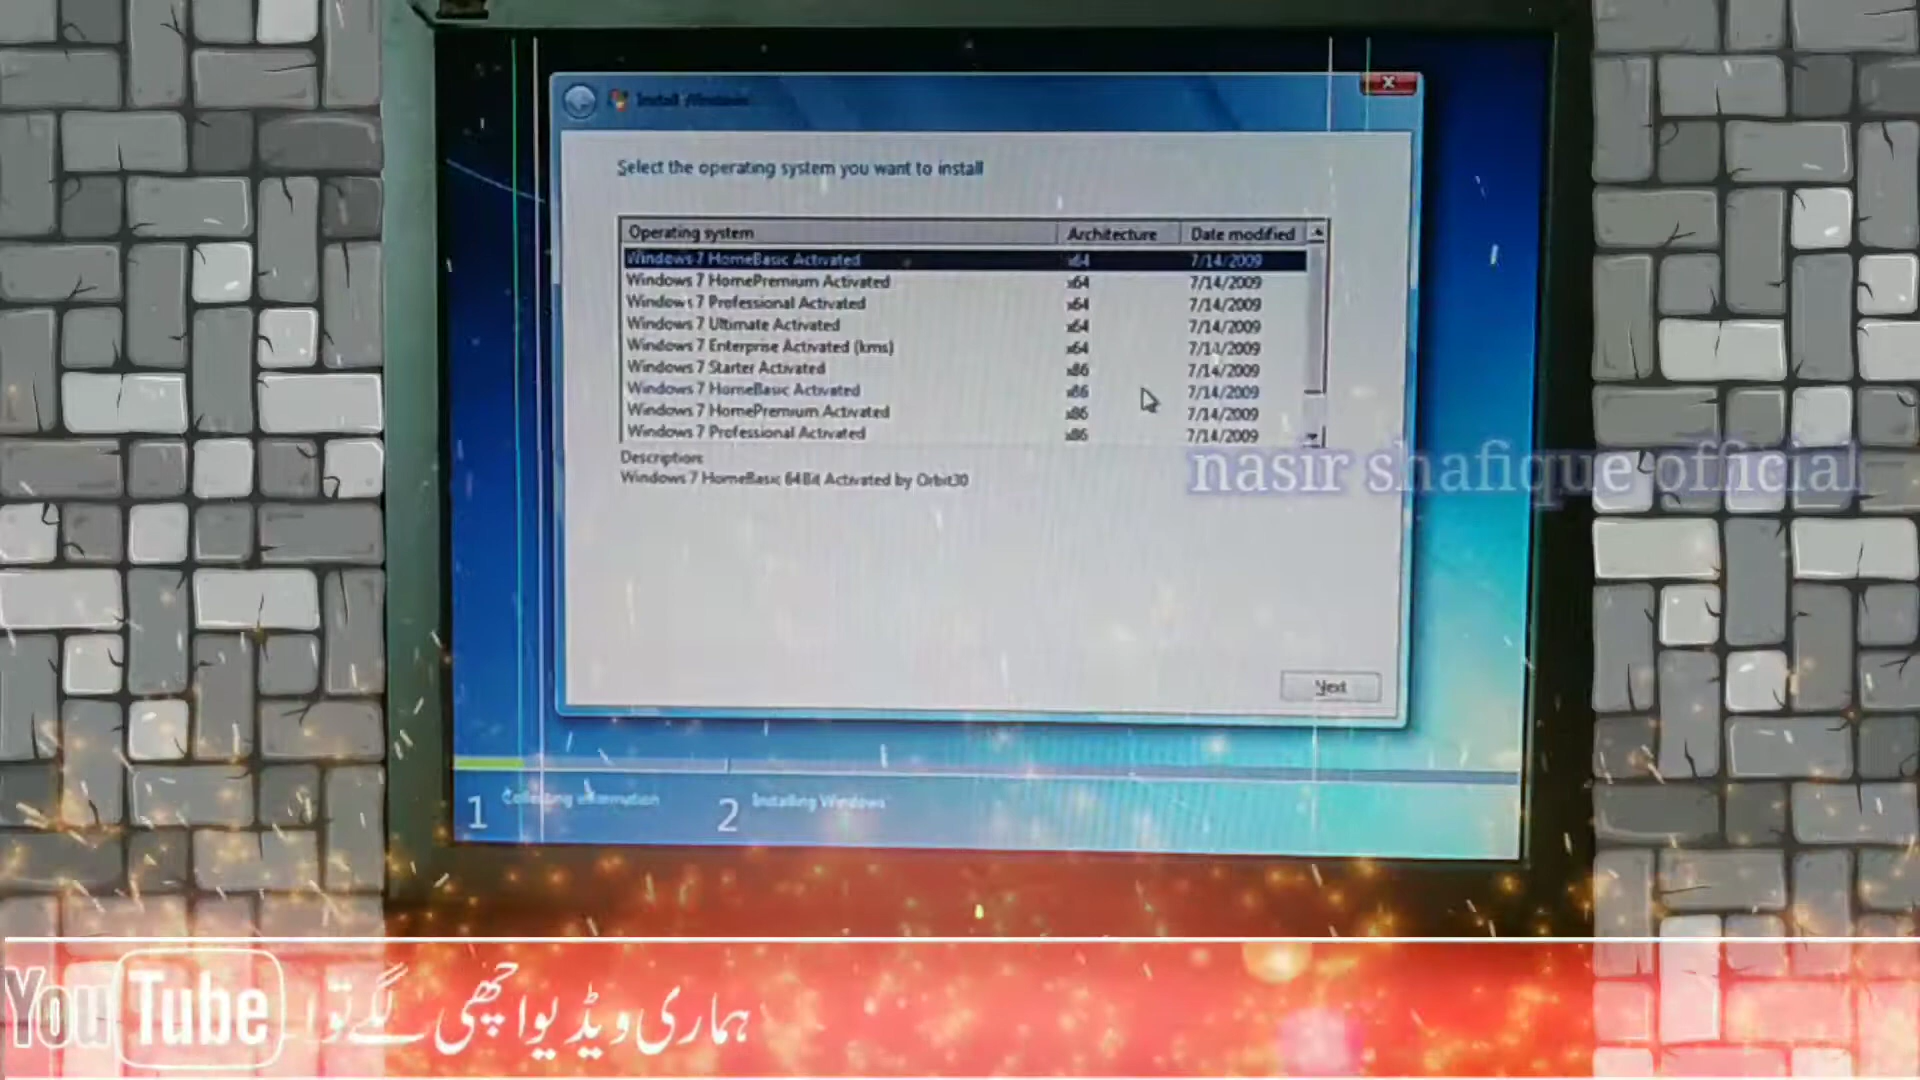 Install Windows
Select the operating system you want to install
Operating system Architecture Date modified
Windows 7 HomeBasic Activated x64 7/14/2009
Windows 7 HomePremium Activated x64 7/14/2009
Windows 7 Professional Activated x64 7/14/2009
Windows 7 Ultimate Activated x64 7/14/2009
Windows 7 Enterprise Activated (kms) x64 7/14/2009
Windows 7 Starter Activated x86 7/14/2009
Windows 7 HomeBasic Activated x86 7/14/2009
Windows 7 HomePremium Activated x86 7/14/2009
Windows 7 Professional Activated x86 7/14/2009
Description:
Windows 7 HomeBasic 64Bit Activated by Orbit30
nasir shafique official
Next
1 Collecting information 2 Installing Windows
ہماری ویڈیو اچھی لگے تو
YouTube